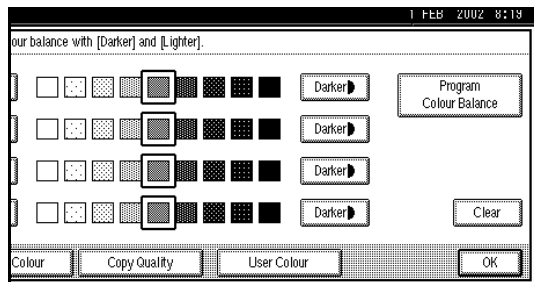 1 FEB 2002 8:19
our balance with [Darker] and [Lighter].
Darker
Program
Colour Balance
Darker
Darker
Darker
Clear
Colour
Copy Quality
User Colour
OK